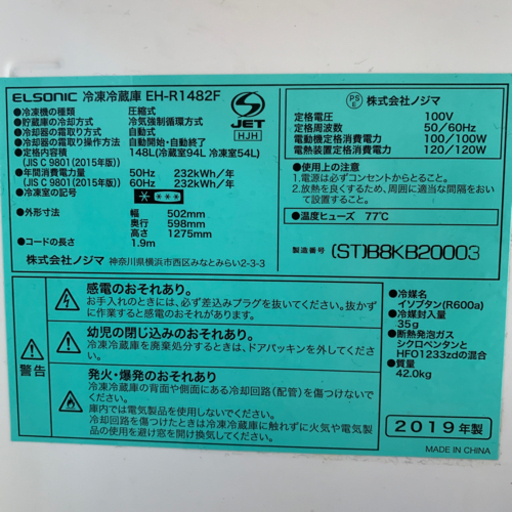 ELSONIC 冷凍冷蔵庫 EH-R1482F
●冷凍機の種類 圧縮式
●貯蔵庫の冷却方式 冷気強制循環方式
●冷却器の霜取り方式 自動式
●冷却器の霜取操作方法 自動開始・自動終了
●定格内容積 148L(冷蔵室94L 冷凍室54L)
(JIS C 9801(2015年版))
●年間消費電力量 50Hz 232kWh/年
(JIS C 9801(2015年版)) 60Hz 232kWh/年
●冷凍室の記号
●外形寸法 幅 502mm
奥行 598mm
高さ 1275mm
●コードの長さ 1.9m
株式会社ノジマ 神奈川県横浜市西区みなとみらい2-3-3
S
JET
HJH
PS
E
株式会社ノジマ
定格電圧 100V
定格周波数 50/60Hz
電動機定格消費電力 100/100W
電熱装置定格消費電力 120/120W
●使用上の注意
1.電源は必ずコンセントからとること。
2.放熱を良くするため、周囲に適当な間隔をおいて設置すること。
●温度ヒューズ 77℃
製造番号 (ST)B8KB20003
警告
感電のおそれあり。
お手入れのときには、必ず差込みプラグを抜いてください。抜かずに作業すると感電のおそれがあります。
幼児の閉じ込みのおそれあり。
冷凍冷蔵庫を廃棄処分するときは、ドアパッキンを外してください。
発火・爆発のおそれあり
冷凍冷蔵庫の背面や側面にある冷却回路(配管)を傷つけないでください。
庫内では電気製品を使用しないでください。
冷却回路を傷つけたときは冷凍冷蔵庫に触れずに火気や電気製品の使用を避け窓を開け換気してください。
●冷媒名
イソブタン(R600a)
●冷媒封入量
35g
●断熱発泡ガス
シクロペンタンと
HFO1233zdの混合
●質量
42.0kg
2019年製
MADE IN CHINA